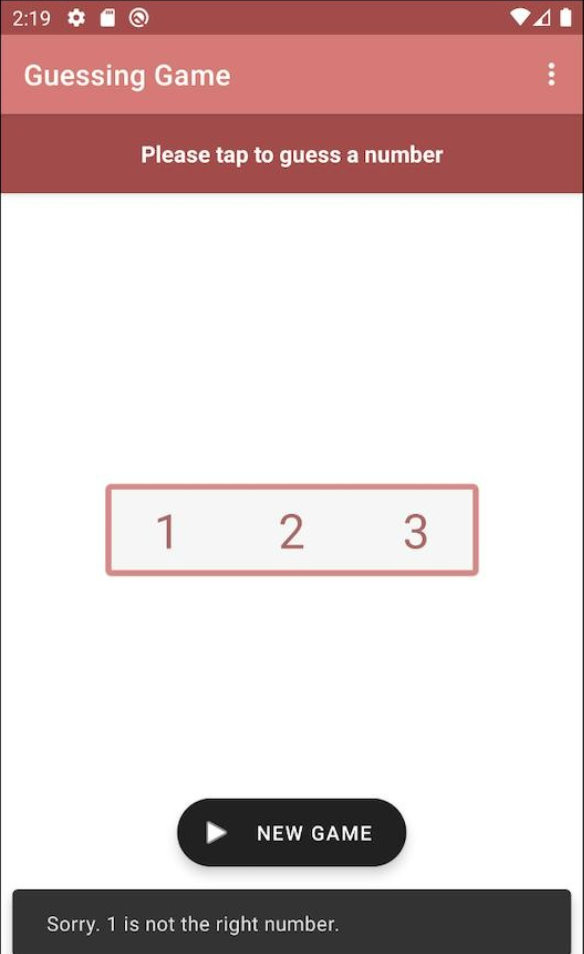 2:19
Guessing Game
Please tap to guess a number
1 2 3
NEW GAME
Sorry. 1 is not the right number.